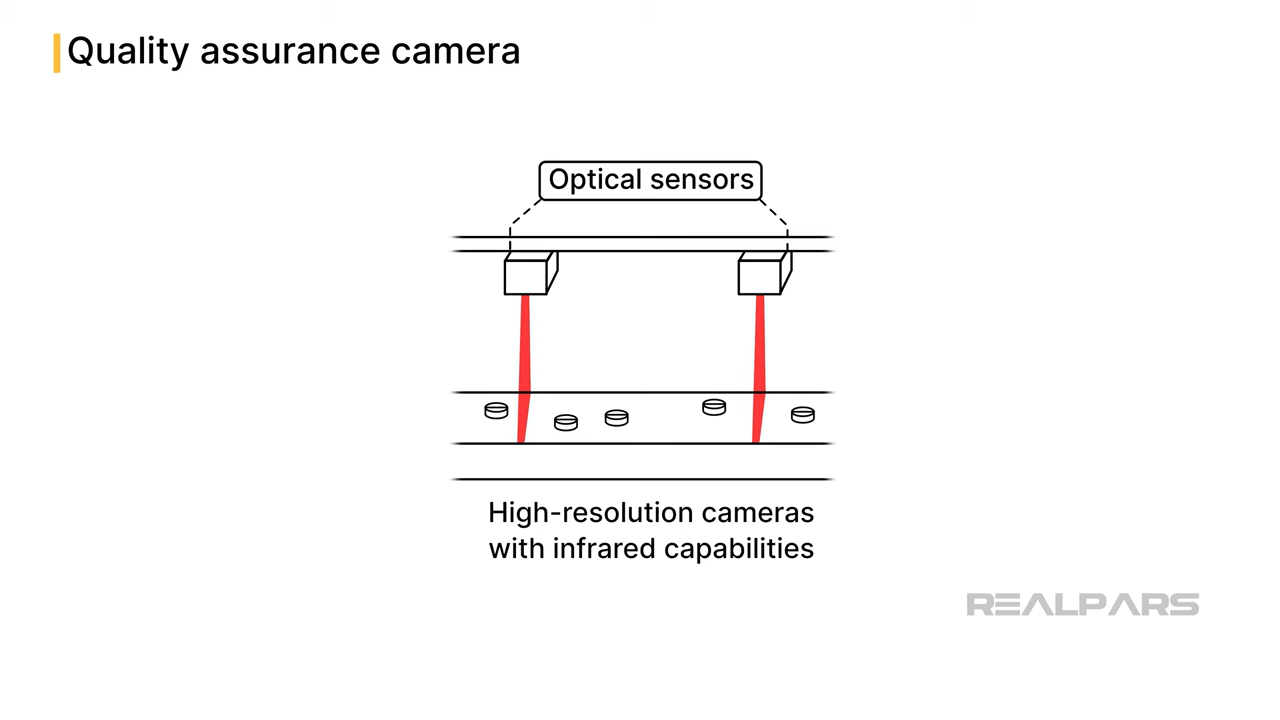 Quality assurance camera
Optical sensors
High-resolution cameras
with infrared capabilities
REALPARS